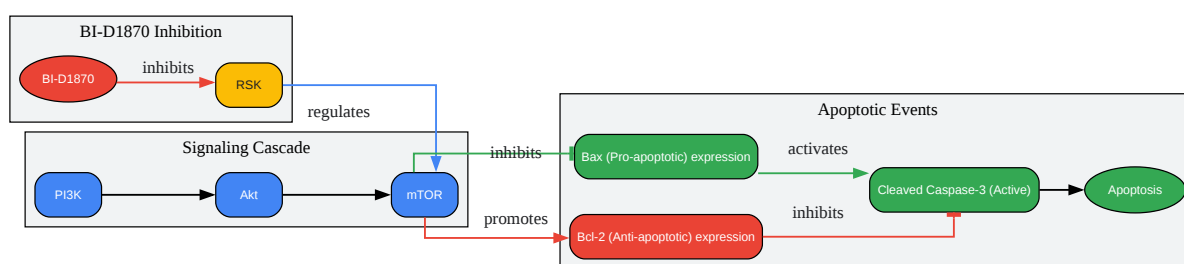 BI-D1870 Inhibition
BI-D1870
inhibits
RSK
regulates
Signaling Cascade
PI3K
Akt
mTOR
inhibits
promotes
Apoptotic Events
Bax (Pro-apoptotic) expression
activates
Cleaved Caspase-3 (Active)
Apoptosis
Bcl-2 (Anti-apoptotic) expression
inhibits